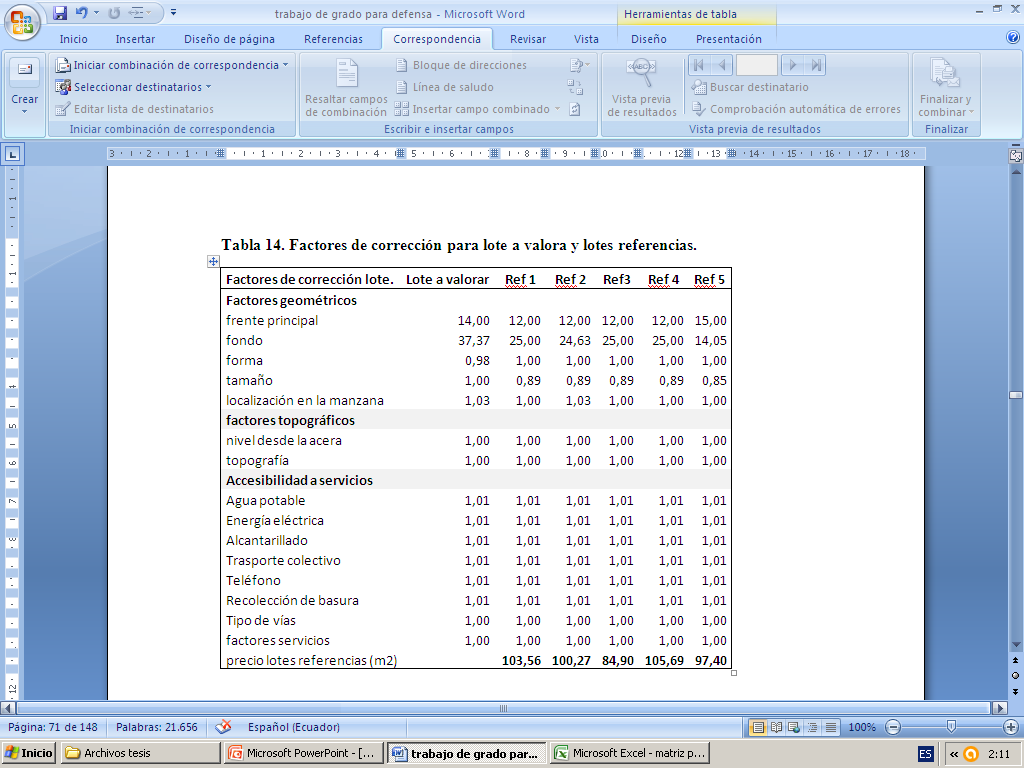 trabajo de grado para defensa - Microsoft Word
Herramientas de tabla
Inicio Insertar Diseño de página Referencias Correspondencia Revisar Vista Diseño Presentación
Crear
Iniciar combinación de correspondencia
Seleccionar destinatarios
Editar lista de destinatarios
Iniciar combinación de correspondencia
Resaltar campos
de combinación
Bloque de direcciones
Línea de saludo
Insertar campo combinado
Escribir e insertar campos
«ABC»
Vista previa
de resultados
Buscar destinatario
Comprobación automática de errores
Vista previa de resultados
Finalizar y
combinar
Finalizar
Tabla 14. Factores de corrección para lote a valora y lotes referencias.
Factores de corrección lote. Lote a valorar Ref 1 Ref 2 Ref3 Ref 4 Ref 5
Factores geométricos
frente principal 14,00 12,00 12,00 12,00 12,00 15,00
fondo 37,37 25,00 24,63 25,00 25,00 14,05
forma 0,98 1,00 1,00 1,00 1,00 1,00
tamaño 1,00 0,89 0,89 0,89 0,89 0,85
localización en la manzana 1,03 1,00 1,03 1,00 1,00 1,00
factores topográficos
nivel desde la acera 1,00 1,00 1,00 1,00 1,00 1,00
topografía 1,00 1,00 1,00 1,00 1,00 1,00
Accesibilidad a servicios
Agua potable 1,01 1,01 1,01 1,01 1,01 1,01
Energía eléctrica 1,01 1,01 1,01 1,01 1,01 1,01
Alcantarillado 1,01 1,01 1,01 1,01 1,01 1,01
Trasporte colectivo 1,01 1,01 1,01 1,01 1,01 1,01
Teléfono 1,01 1,01 1,01 1,01 1,01 1,01
Recolección de basura 1,01 1,01 1,01 1,01 1,01 1,01
Tipo de vías 1,00 1,00 1,00 1,00 1,00 1,00
factores servicios 1,00 1,00 1,00 1,00 1,00 1,00
precio lotes referencias (m2) 103,56 100,27 84,90 105,69 97,40
Página: 71 de 148 Palabras: 21.656 Español (Ecuador) 100%
Inicio Archivos tesis Microsoft PowerPoint - [... trabajo de grado par... Microsoft Excel - matriz p... ES 2:11